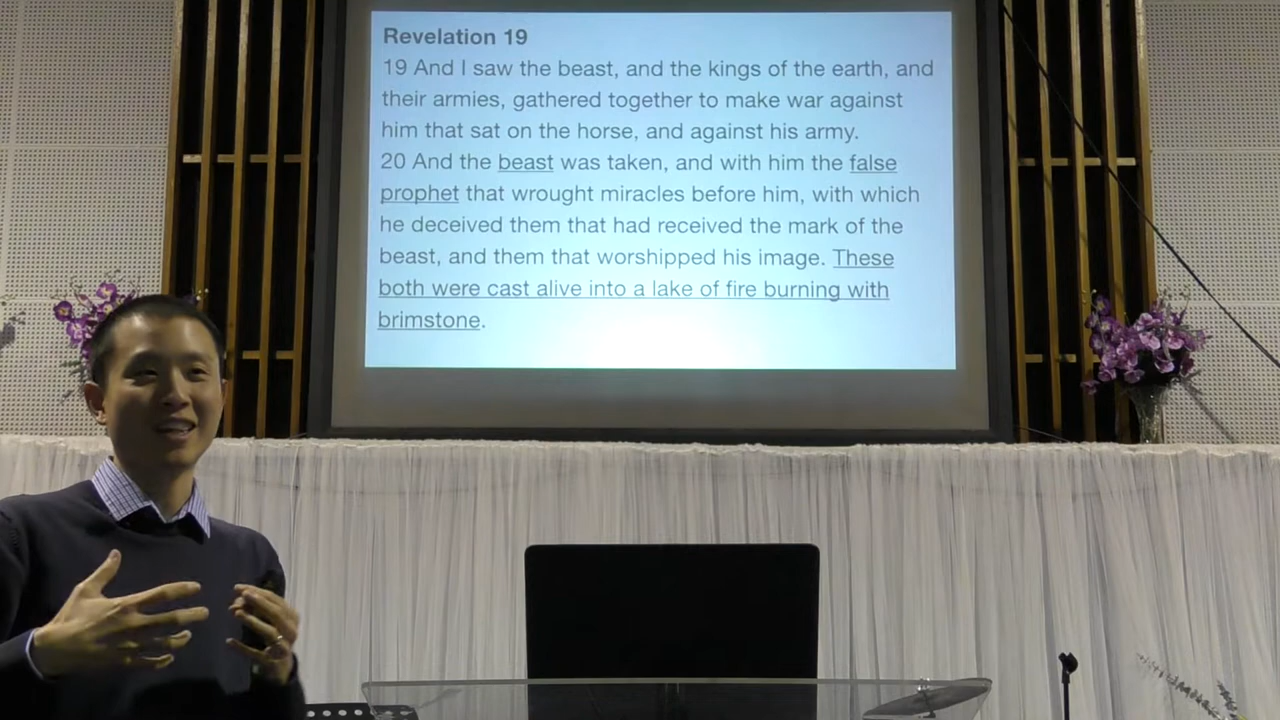 Revelation 19
19 And I saw the beast, and the kings of the earth, and
their armies, gathered together to make war against
him that sat on the horse, and against his army.
20 And the beast was taken, and with him the false
prophet that wrought miracles before him, with which
he deceived them that had received the mark of the
beast, and them that worshipped his image. These
both were cast alive into a lake of fire burning with
brimstone.